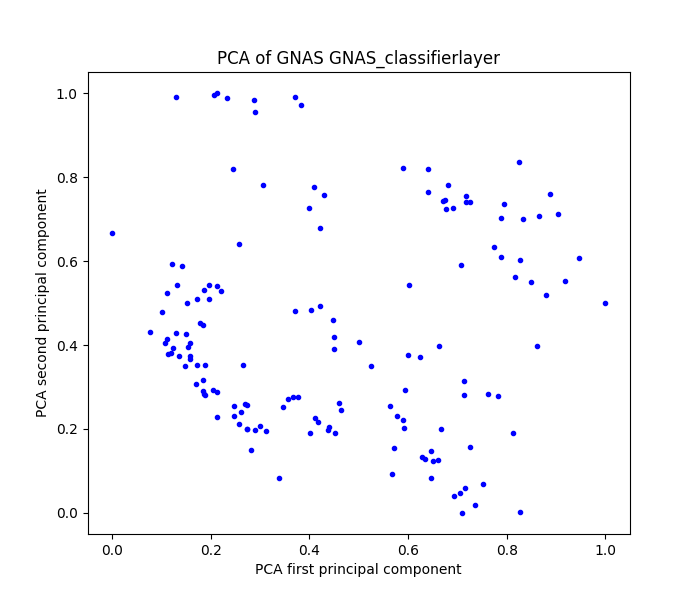 PCA of GNAS GNAS_classifierlayer
1.0
0.8
0.6
0.4
0.2
0.0
PCA second principal component
0.0 0.2 0.4 0.6 0.8 1.0
PCA first principal component